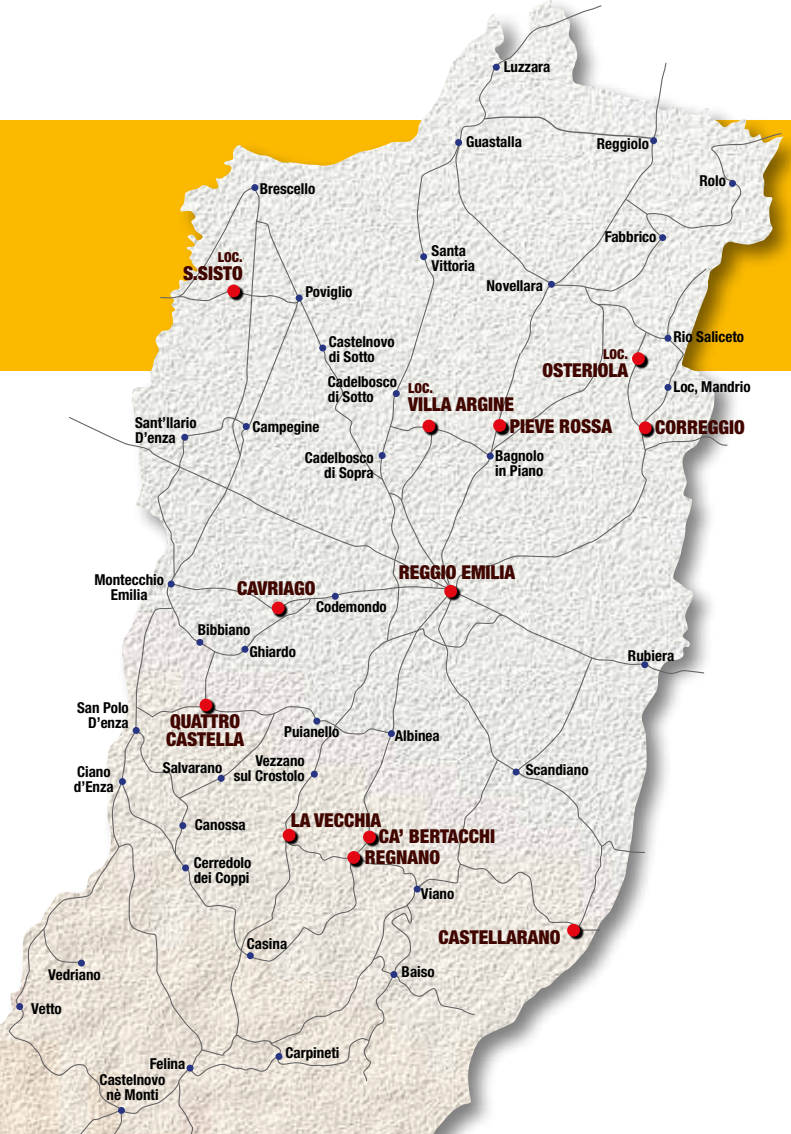 Luzzara
Guastalla
Reggiolo
Rolo
Brescello
Fabbrico
Santa
Vittoria
LOC.
S.SISTO
Poviglio
Novellara
Castelnovo
di Sotto
Rio Saliceto
LOC.
OSTERIOLA
Cadelbosco
di Sotto
LOC.
VILLA ARGINE
Loc, Mandrio
Sant'Ilario
D'enza
Campegine
PIEVE ROSSA
CORREGGIO
Cadelbosco
di Sopra
Bagnolo
in Piano
Montecchio
Emilia
CAVRIAGO
REGGIO EMILIA
Codemondo
Bibbiano
Ghiardo
Rubiera
San Polo
D'enza
QUATTRO
CASTELLA
Puianello
Albinea
Ciano
d'Enza
Salvarano
Vezzano
sul Crostolo
Scandiano
Canossa
LA VECCHIA
CA' BERTACCHI
REGNANO
Cerredolo
dei Coppi
Viano
CASTELLARANO
Casina
Vedriano
Baiso
Vetto
Felina
Carpineti
Castelnovo
nè Monti